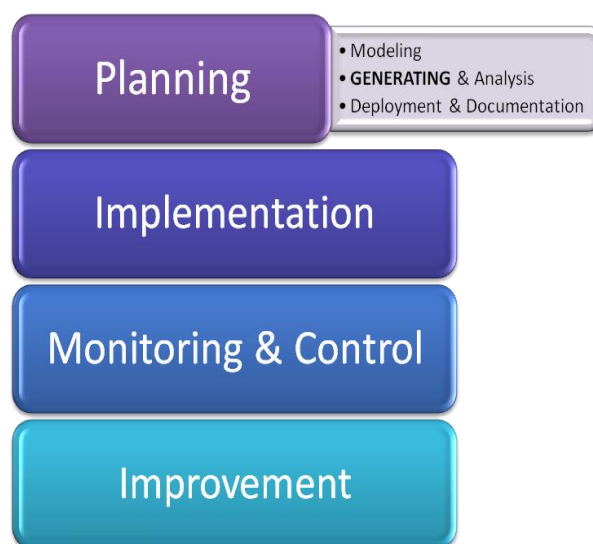 Planning
• Modeling
• GENERATING & Analysis
• Deployment & Documentation
Implementation
Monitoring & Control
Improvement